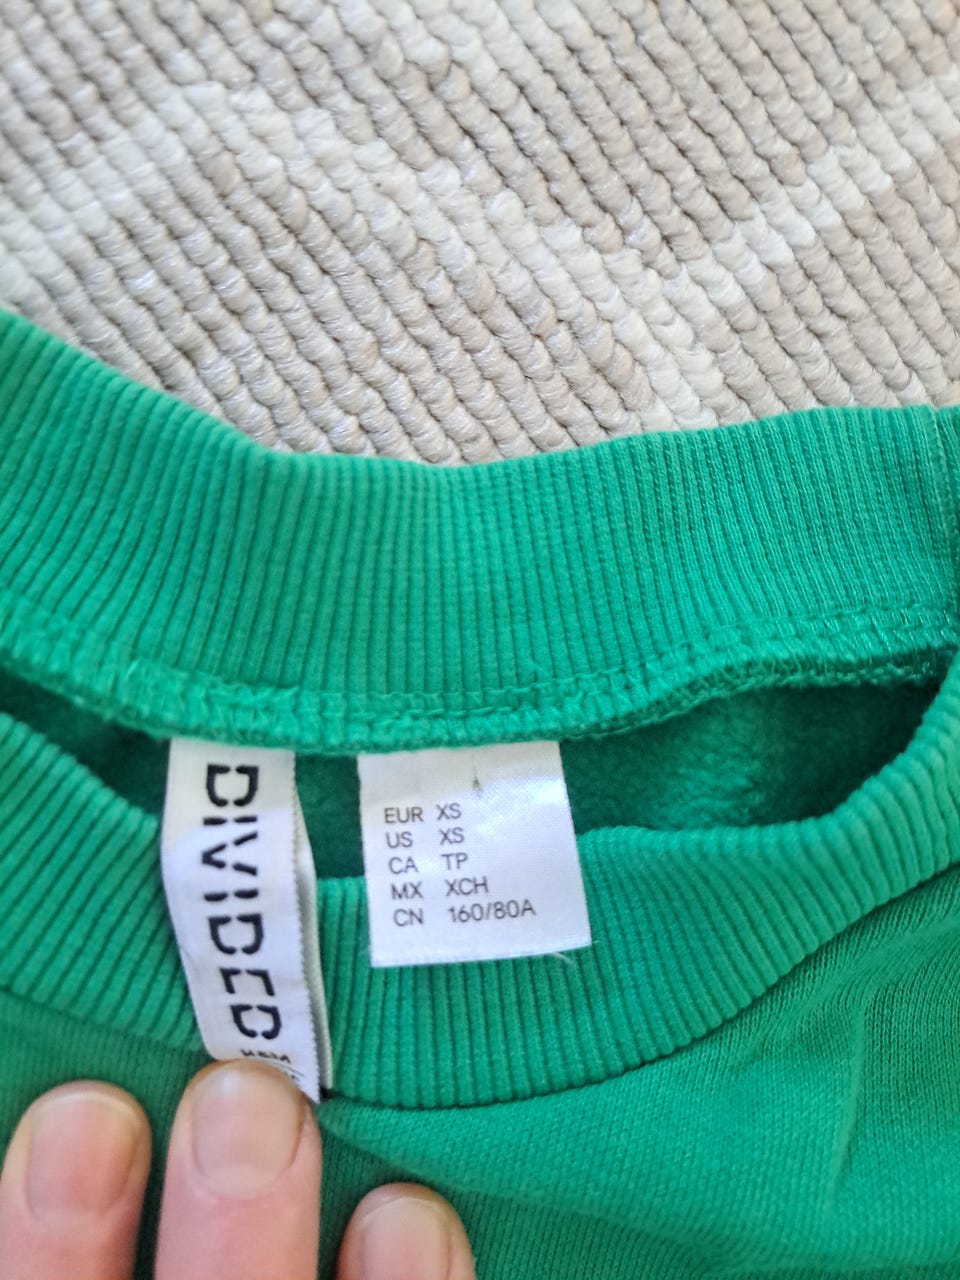 DIVIDED
H&M
EUR XS
US XS
CA TP
MX XCH
CN 160/80A